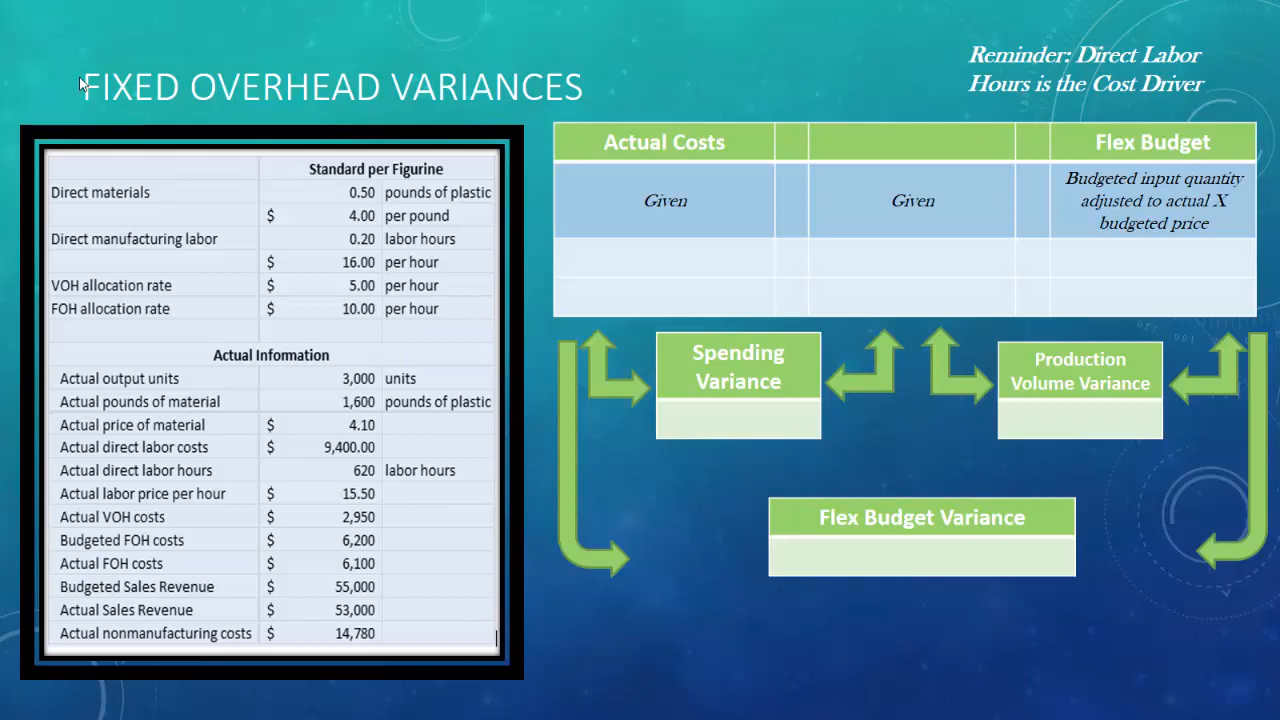 FIXED OVERHEAD VARIANCES
Reminder: Direct Labor
Hours is the Cost Driver
Standard per Figurine
Direct materials 0.50 pounds of plastic
$ 4.00 per pound
Direct manufacturing labor 0.20 labor hours
$ 16.00 per hour
VOH allocation rate $ 5.00 per hour
FOH allocation rate $ 10.00 per hour
Actual Information
Actual output units 3,000 units
Actual pounds of material 1,600 pounds of plastic
Actual price of material $ 4.10
Actual direct labor costs $ 9,400.00
Actual direct labor hours 620 labor hours
Actual labor price per hour $ 15.50
Actual VOH costs $ 2,950
Budgeted FOH costs $ 6,200
Actual FOH costs $ 6,100
Budgeted Sales Revenue $ 55,000
Actual Sales Revenue $ 53,000
Actual nonmanufacturing costs $ 14,780
Actual Costs Flex Budget
Given
Given
Budgeted input quantity
adjusted to actual X
budgeted price
Spending
Variance
Production
Volume Variance
Flex Budget Variance